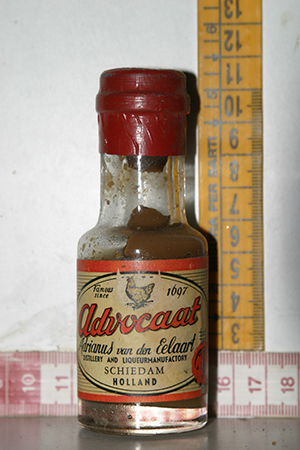 Famous
since
1697
Advocaat
Adrianus van den Eelaart
DISTILLERY AND LIQUEURMANUFACTORY
SCHIEDAM
HOLLAND
13
12
11
10
9
8
7
6
5
4
3
2
10
11
17
18